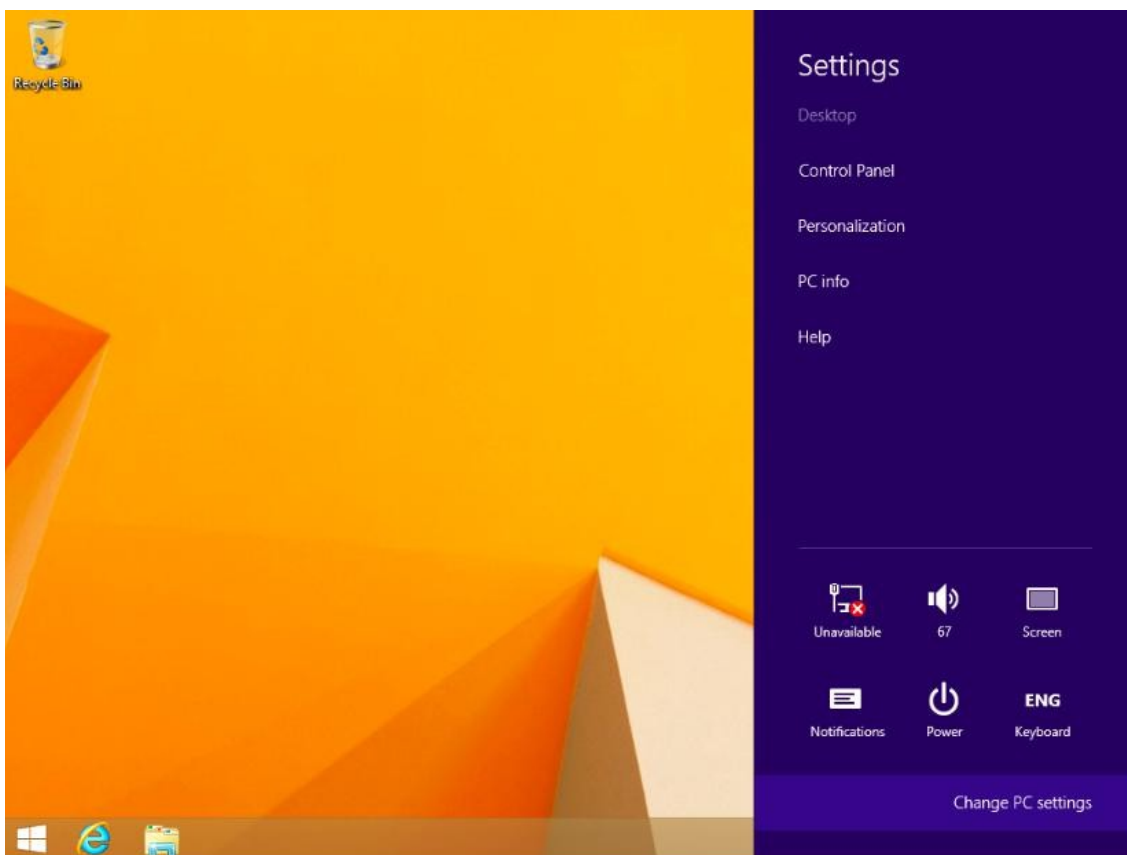 Recycle Bin
Settings
Desktop
Control Panel
Personalization
PC info
Help
Unavailable
67
Screen
Notifications
Power
ENG
Keyboard
Change PC settings